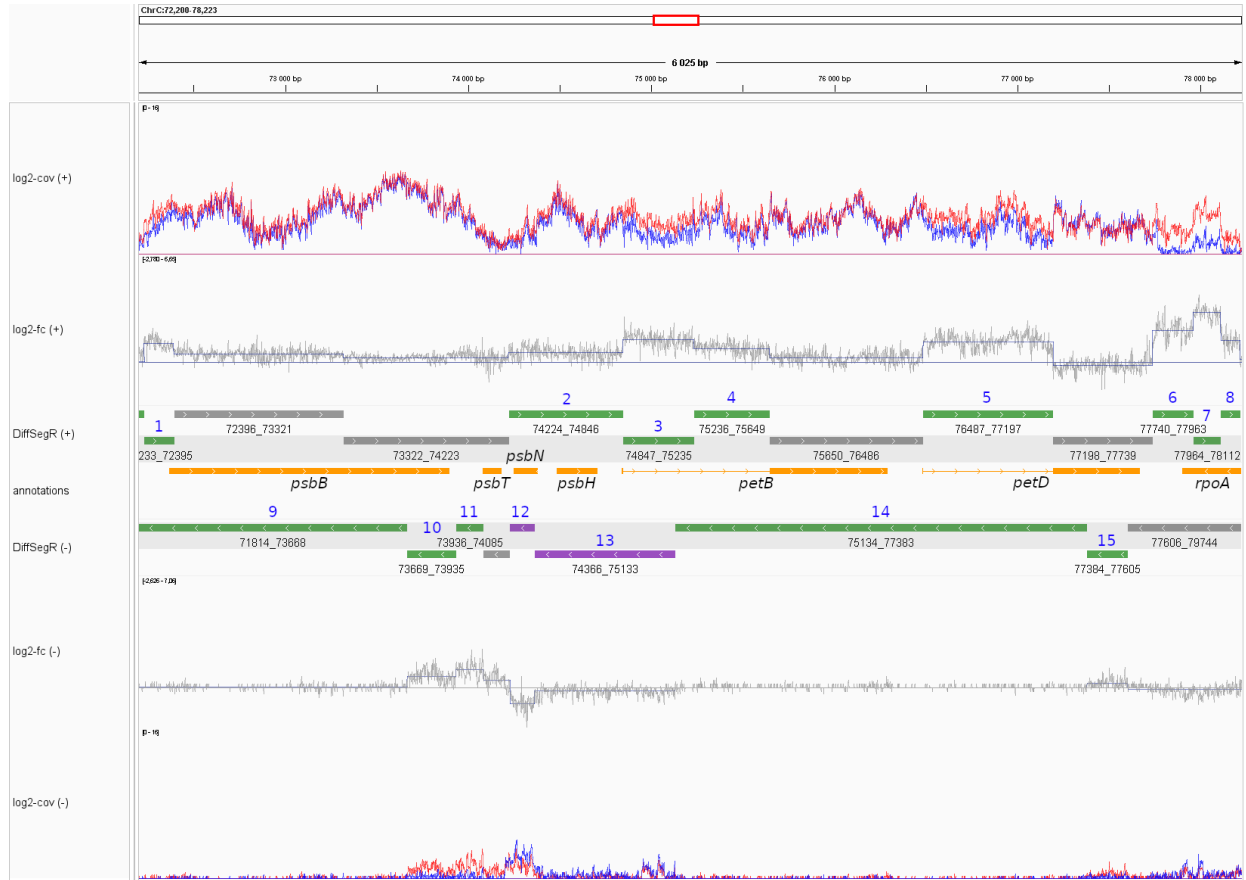 ChrC:72,200-78,223
6 025 bp
73 000 bp 74 000 bp 75 000 bp 76 000 bp 77 000 bp 78 000 bp
[0 - 16]
log2-cov (+)
log2-fc (+)
2 4 5 6 8
1 3 7
DiffSegR (+)
72396_73321 74224_74846 75236_75649 76487_77197 77740_77963
233_72395 73322_74223 74847_75235 75650_76486 77198_77739 77964_78112
psbN
annotations
psbB psbT psbH petB petD rpoA
9 10 11 12 13 14 15
DiffSegR (-)
71814_73668 73936_74085 75134_77383 77606_79744
73669_73935 74366_75133 77384_77605
log2-fc (-)
[0 - 16]
log2-cov (-)